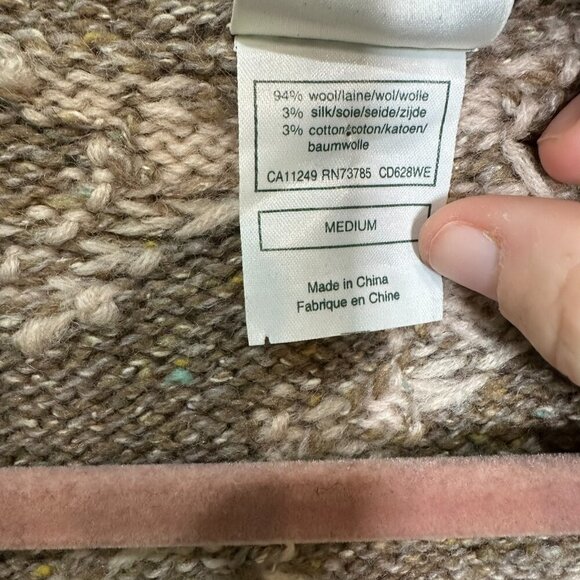 94% wool/laine/wol/wolle
3% silk/soie/seide/zijde
3% cotton/coton/katoen/
baumwolle
CA11249 RN73785 CD628WE
MEDIUM
Made in China
Fabrique en Chine